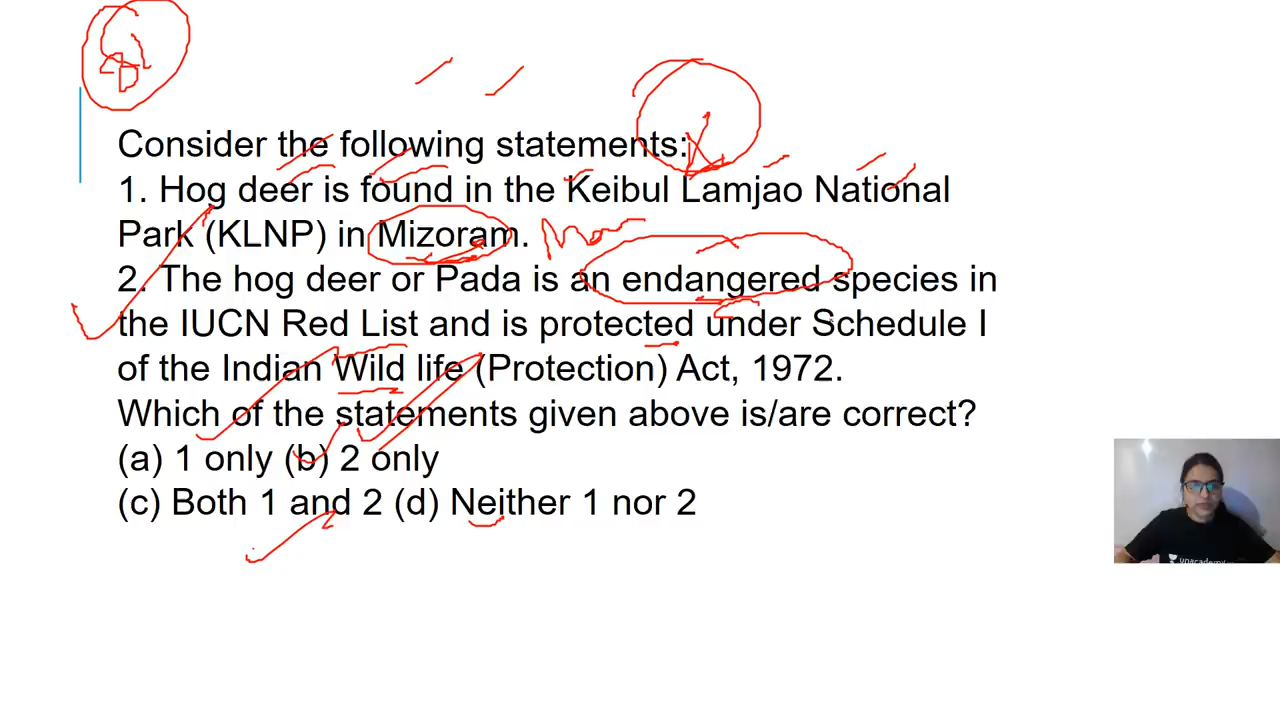 Consider the following statements:
1. Hog deer is found in the Keibul Lamjao National
Park (KLNP) in Mizoram.
2. The hog deer or Pada is an endangered species in
the IUCN Red List and is protected under Schedule I
of the Indian Wild life (Protection) Act, 1972.
Which of the statements given above is/are correct?
(a) 1 only (b) 2 only
(c) Both 1 and 2 (d) Neither 1 nor 2
unacademy